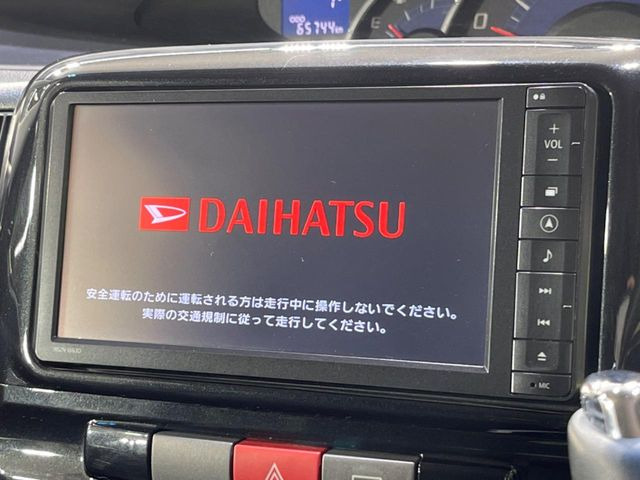 65744km
E
0
VOL
DAIHATSU
安全運転のために運転される方は走行中に操作しないでください。
実際の交通規制に従って走行してください。
MIC